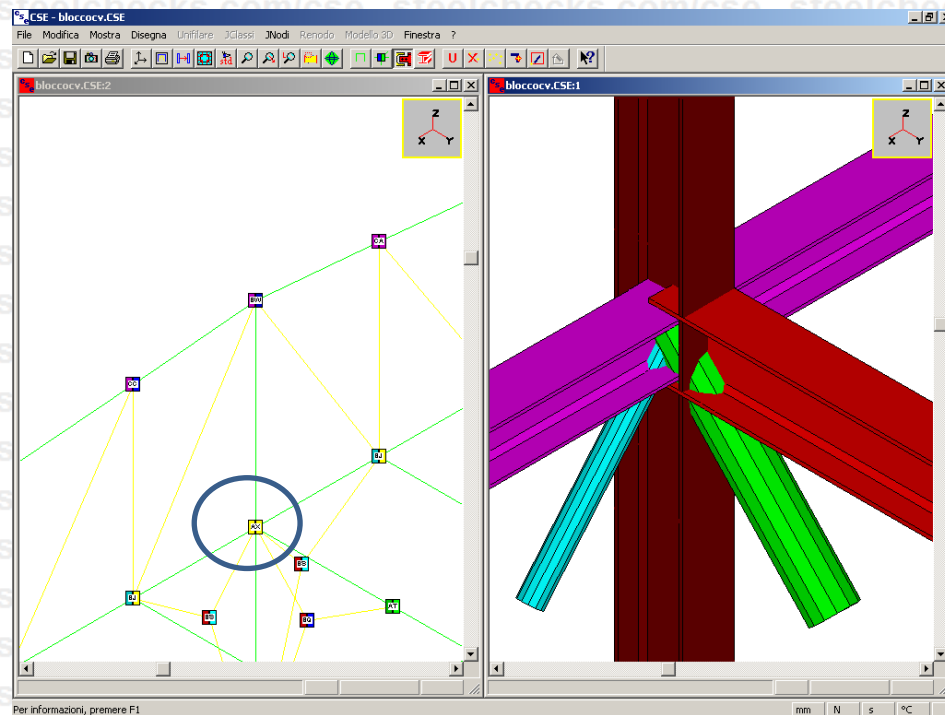 CSE - bloccocv.CSE
File Modifica Mostra Disegna Unifilare JClassi JNodi Renodo Modello 3D Finestra ?
std
U
bloccocv.CSE:2
bloccocv.CSE:1
Z
X Y
Z
X Y
CA
BW
CC
BJ
AX
BB
BJ
AT
BQ
Per informazioni, premere F1
mm N s °C